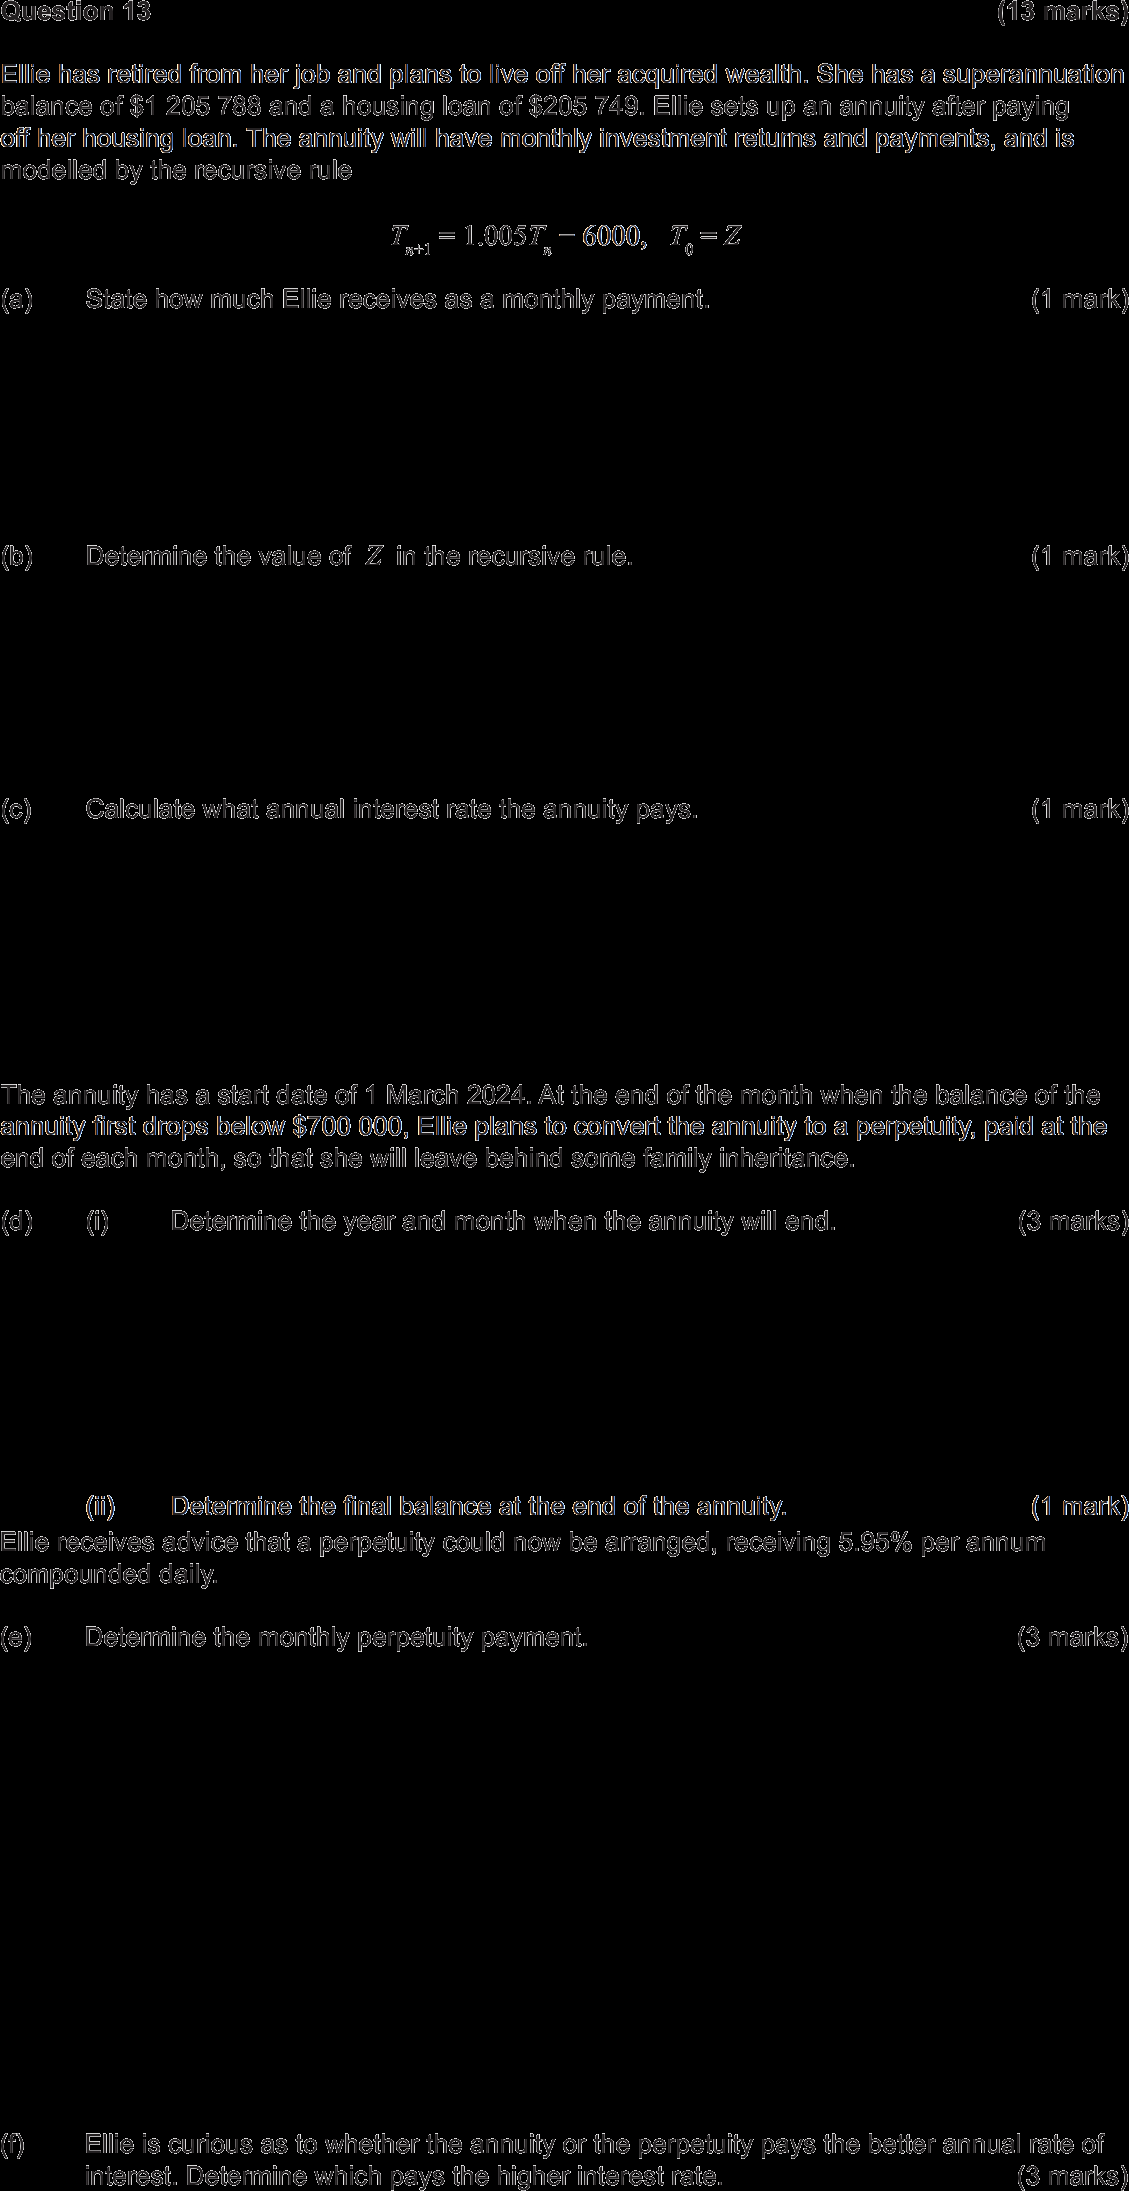 Question 13 (13 marks)
Ellie has retired from her job and plans to live off her acquired wealth. She has a superannuation
balance of $1 205 788 and a housing loan of $205 749. Ellie sets up an annuity after paying
off her housing loan. The annuity will have monthly investment returns and payments, and is
modelled by the recursive rule
Tn+1 = 1.005Tn − 6000, T0 = Z
(a) State how much Ellie receives as a monthly payment. (1 mark)
(b) Determine the value of Z in the recursive rule. (1 mark)
(c) Calculate what annual interest rate the annuity pays. (1 mark)
The annuity has a start date of 1 March 2024. At the end of the month when the balance of the
annuity first drops below $700 000, Ellie plans to convert the annuity to a perpetuity, paid at the
end of each month, so that she will leave behind some family inheritance.
(d) (i) Determine the year and month when the annuity will end. (3 marks)
(ii) Determine the final balance at the end of the annuity. (1 mark)
Ellie receives advice that a perpetuity could now be arranged, receiving 5.95% per annum
compounded daily.
(e) Determine the monthly perpetuity payment. (3 marks)
(f) Ellie is curious as to whether the annuity or the perpetuity pays the better annual rate of
interest. Determine which pays the higher interest rate. (3 marks)